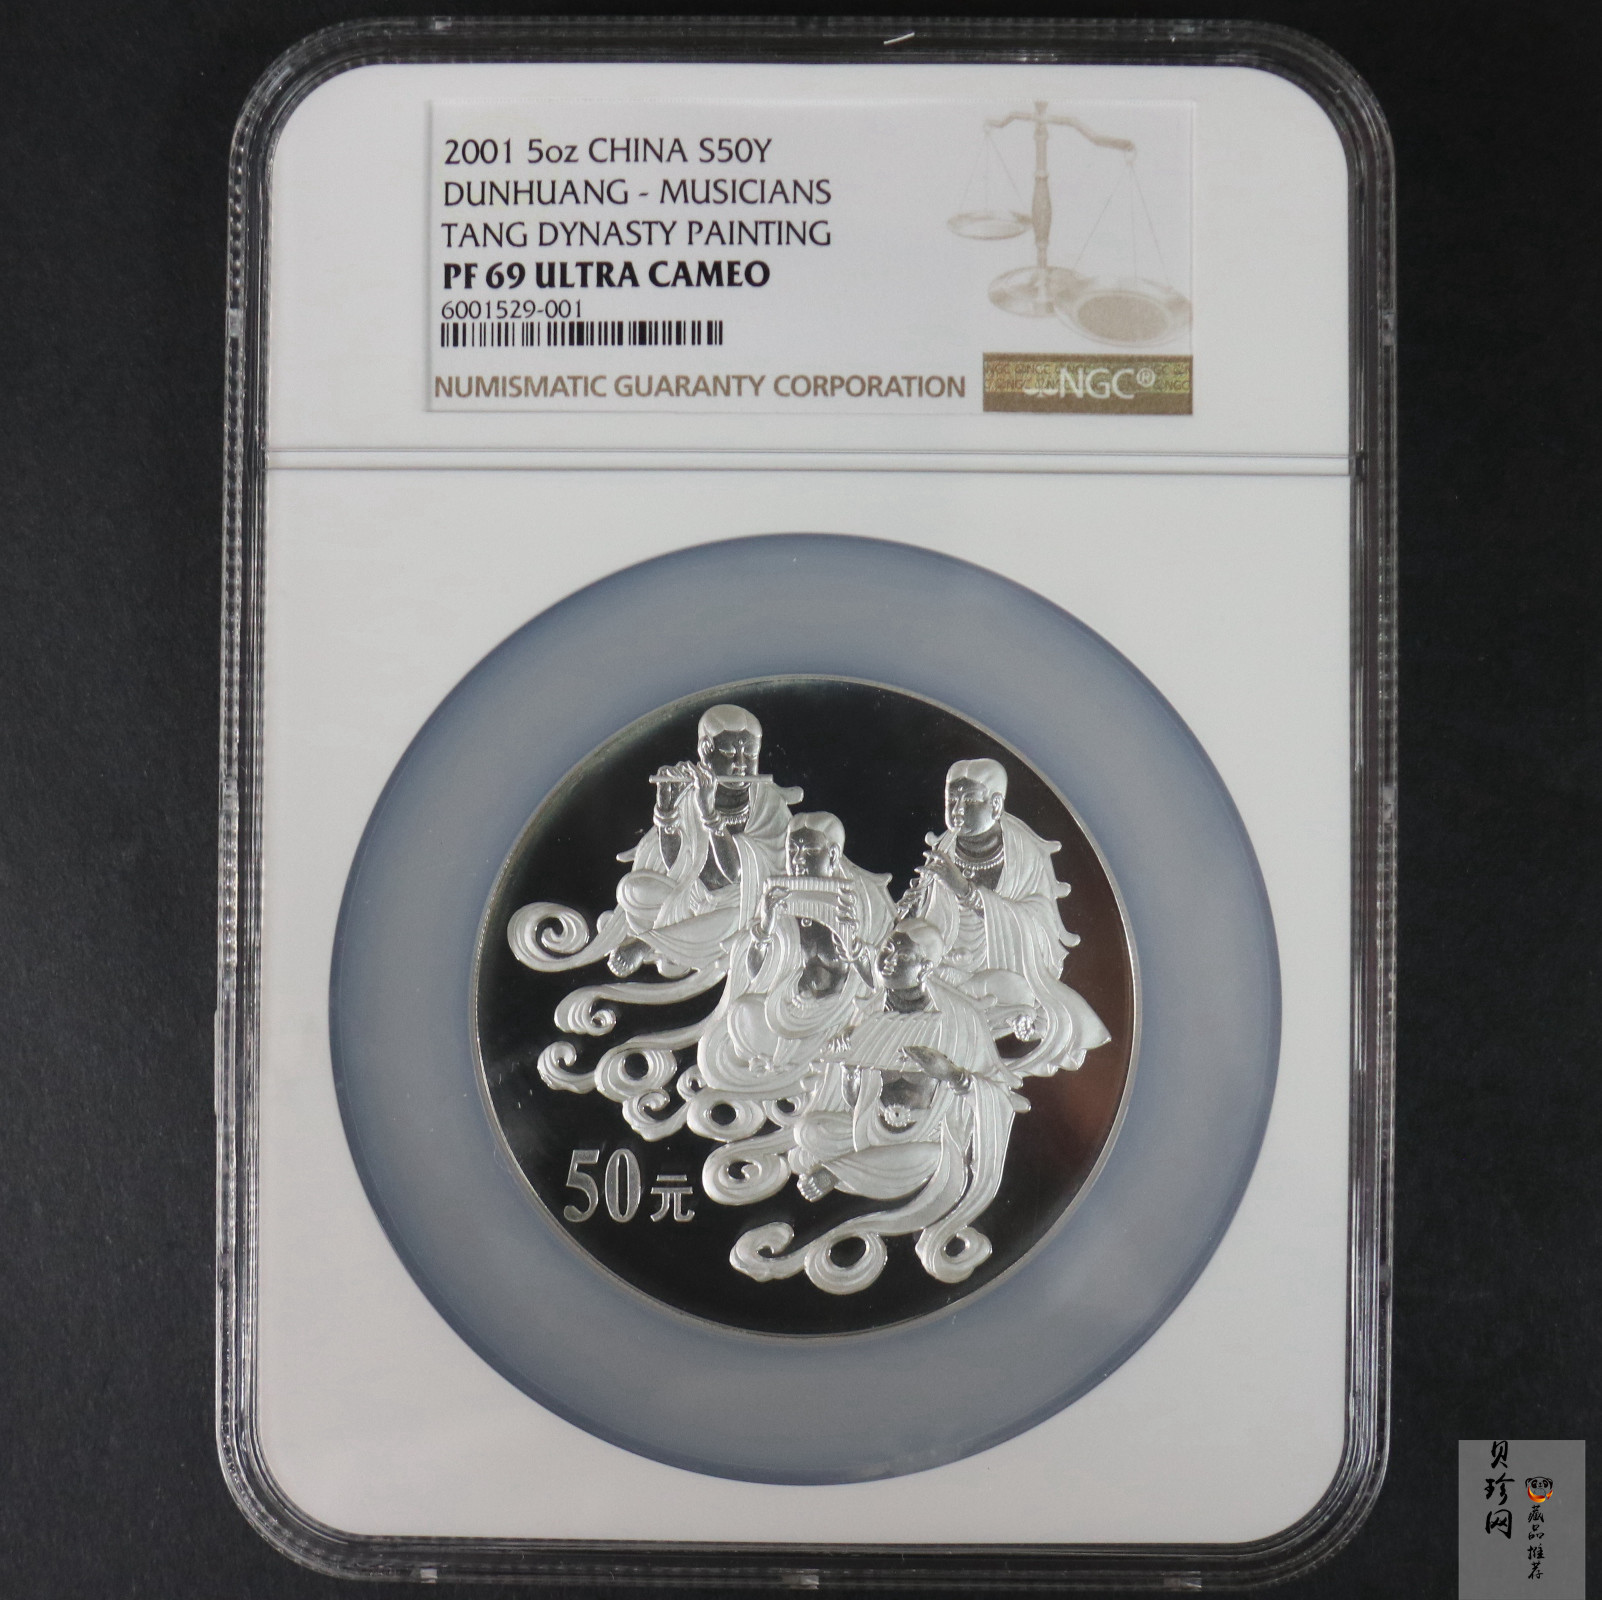 2001 5oz CHINA S50Y
DUNHUANG - MUSICIANS
TANG DYNASTY PAINTING
PF 69 ULTRA CAMEO
6001529-001
NUMISMATIC GUARANTY CORPORATION
NGC®
50元
贝珍网
藏品推荐